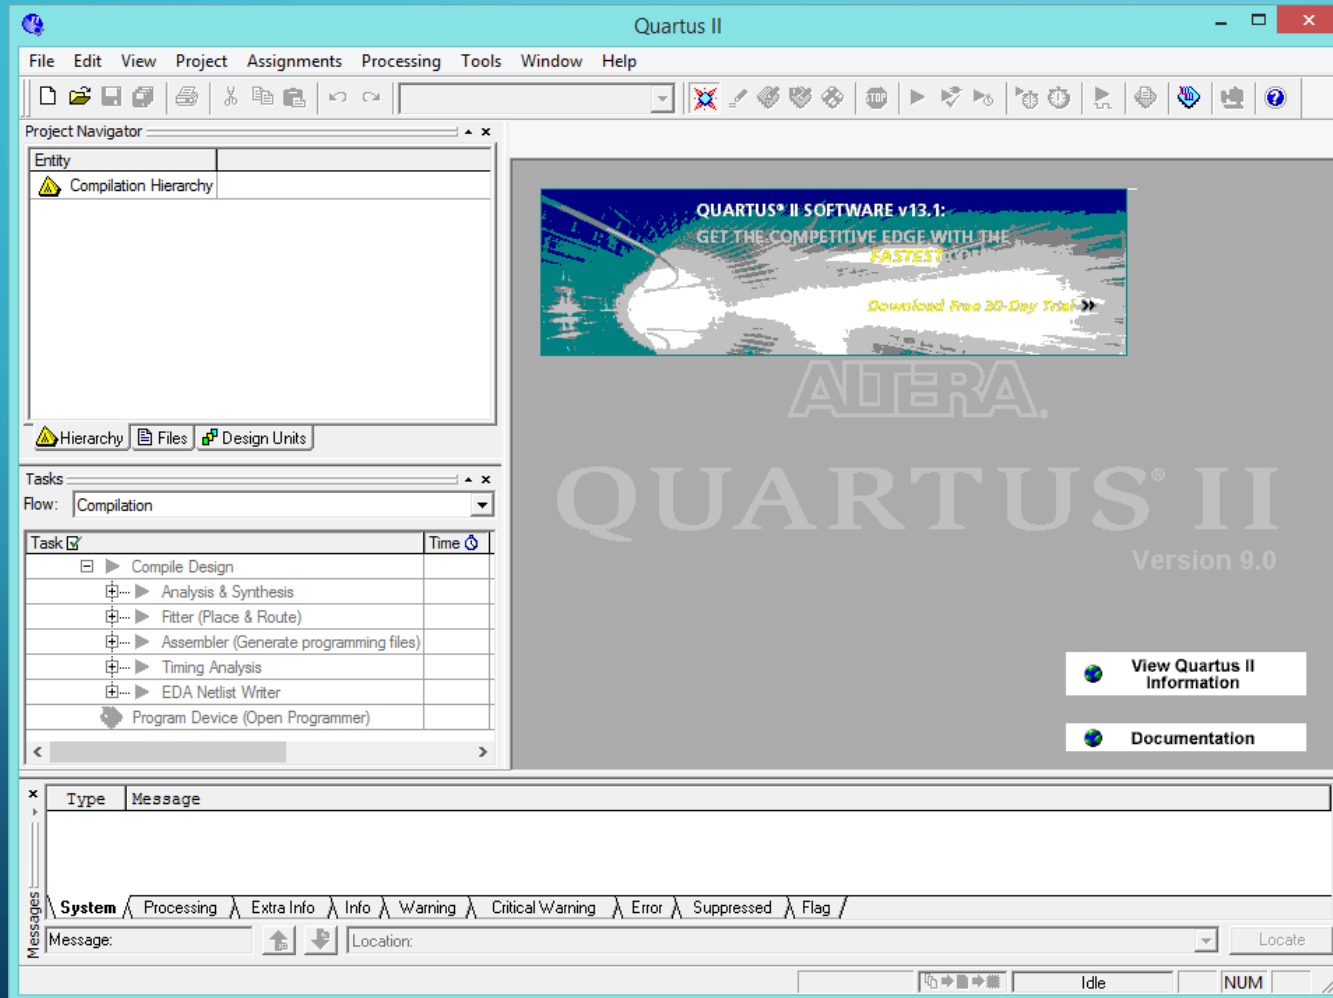 Quartus II
File Edit View Project Assignments Processing Tools Window Help
STOP
Project Navigator
Entity
Compilation Hierarchy
Hierarchy Files Design Units
Tasks
Flow: Compilation
Task Time
Compile Design
Analysis & Synthesis
Fitter (Place & Route)
Assembler (Generate programming files)
Timing Analysis
EDA Netlist Writer
Program Device (Open Programmer)
QUARTUS® II SOFTWARE v13.1:
GET THE COMPETITIVE EDGE WITH THE
FASTEST
Download Free 30-Day Trial »
ALTERA.
QUARTUS® II
Version 9.0
View Quartus II
Information
Documentation
Type Message
System Processing Extra Info Info Warning Critical Warning Error Suppressed Flag
Messages
Message: Location: Locate
Idle NUM